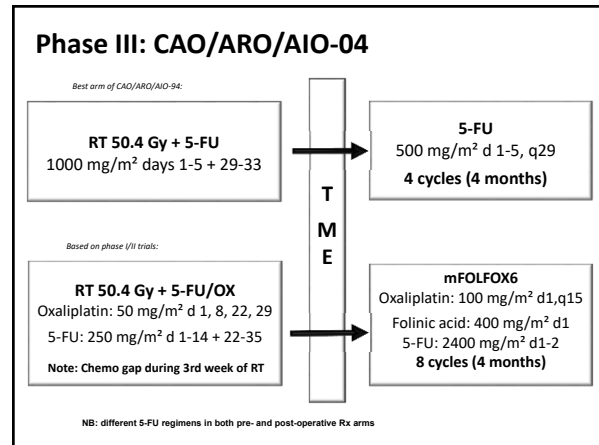 Phase III: CAO/ARO/AIO-04
Best arm of CAO/ARO/AIO-94:
RT 50.4 Gy + 5-FU
1000 mg/m² days 1-5 + 29-33
5-FU
500 mg/m² d 1-5, q29
4 cycles (4 months)
T
M
E
Based on phase I/II trials:
RT 50.4 Gy + 5-FU/OX
Oxaliplatin: 50 mg/m² d 1, 8, 22, 29
5-FU: 250 mg/m² d 1-14 + 22-35
Note: Chemo gap during 3rd week of RT
mFOLFOX6
Oxaliplatin: 100 mg/m² d1,q15
Folinic acid: 400 mg/m² d1
5-FU: 2400 mg/m² d1-2
8 cycles (4 months)
NB: different 5-FU regimens in both pre- and post-operative Rx arms